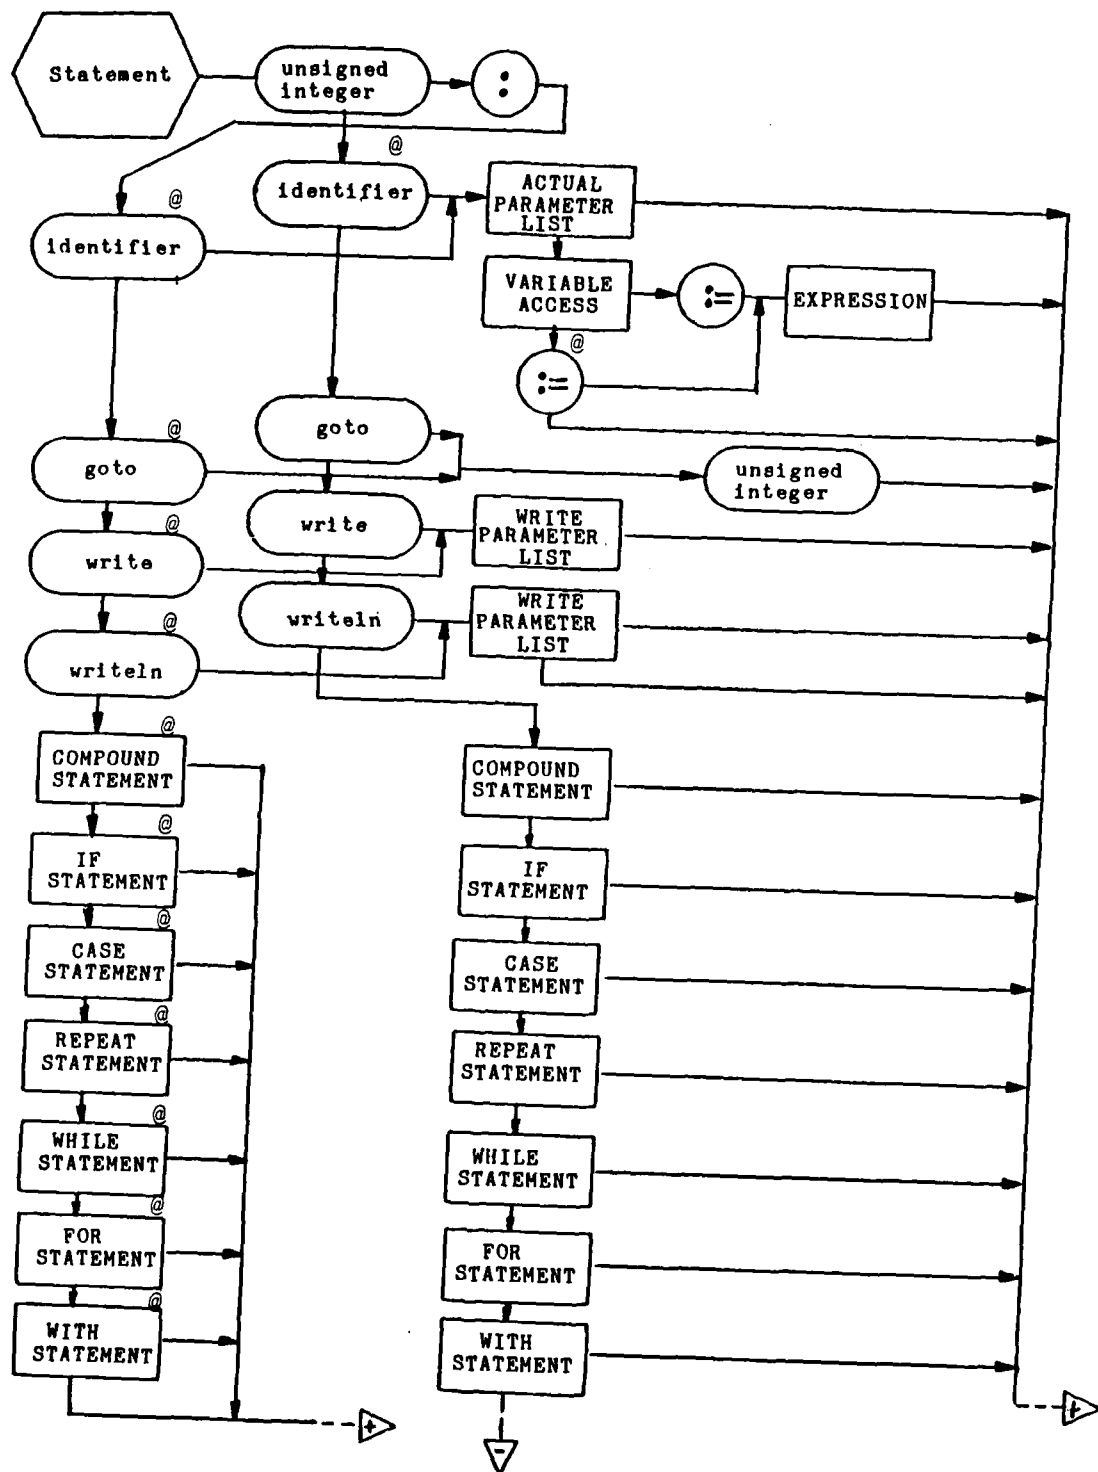 Statement
unsigned
integer
:
@
identifier
@
identifier
ACTUAL
PARAMETER
LIST
VARIABLE
ACCESS
:=
EXPRESSION
@
:=
goto
@
goto
unsigned
integer
write
WRITE
PARAMETER
LIST
@
write
writeln
WRITE
PARAMETER
LIST
@
writeln
@
COMPOUND
STATEMENT
COMPOUND
STATEMENT
@
IF
STATEMENT
IF
STATEMENT
@
CASE
STATEMENT
CASE
STATEMENT
@
REPEAT
STATEMENT
REPEAT
STATEMENT
@
WHILE
STATEMENT
WHILE
STATEMENT
@
FOR
STATEMENT
FOR
STATEMENT
@
WITH
STATEMENT
WITH
STATEMENT
+
-
+